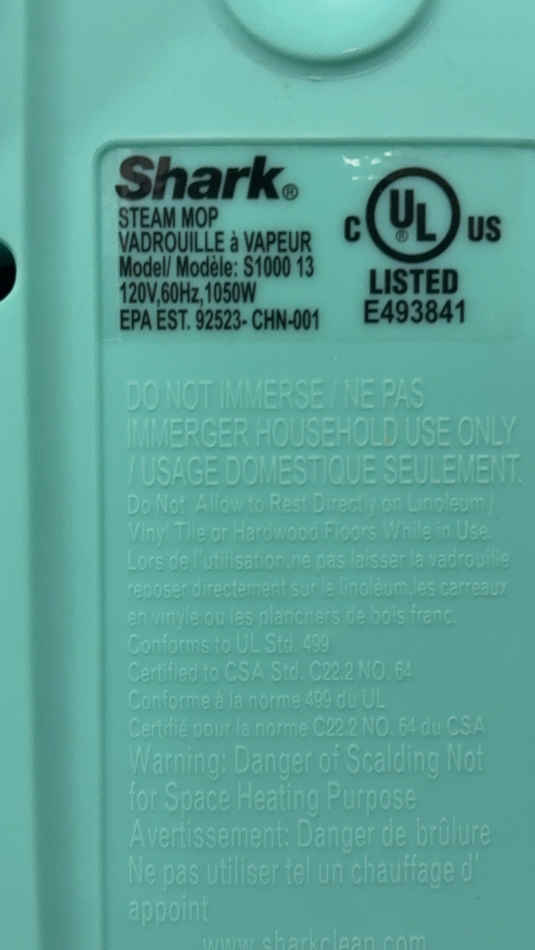 Shark®
STEAM MOP
VADROUILLE à VAPEUR
Model/ Modèle: S1000 13
120V,60Hz,1050W
EPA EST. 92523- CHN-001
C UL® US
LISTED
E493841
DO NOT IMMERSE / NE PAS
IMMERGER HOUSEHOLD USE ONLY
/ USAGE DOMESTIQUE SEULEMENT.
Do Not Allow to Rest Directly on Linoleum/
Vinyl Tile or Hardwood Floors While in Use.
Lors de l'utilisation,ne pas laisser la vadrouille
reposer directement sur le linoléum,les carreaux
en vinyle ou les planchers de bois franc.
Conforms to UL Std. 499
Certified to CSA Std. C22.2 NO. 64
Conforme à la norme 499 du UL
Certifié pour la norme C22.2 NO. 64 du CSA
Warning: Danger of Scalding Not
for Space Heating Purpose
Avertissement: Danger de brûlure
Ne pas utiliser tel un chauffage d'
appoint
www.sharkclean.com